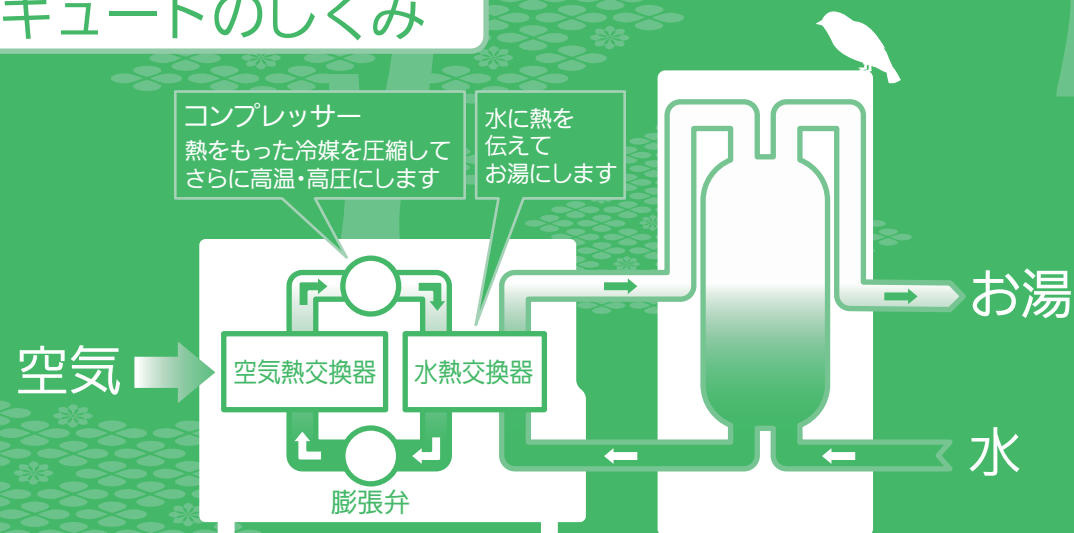 キュートのしくみ
コンプレッサー
熱をもった冷媒を圧縮して
さらに高温・高圧にします
水に熱を
伝えて
お湯にします
お湯
空気
空気熱交換器
水熱交換器
水
膨張弁